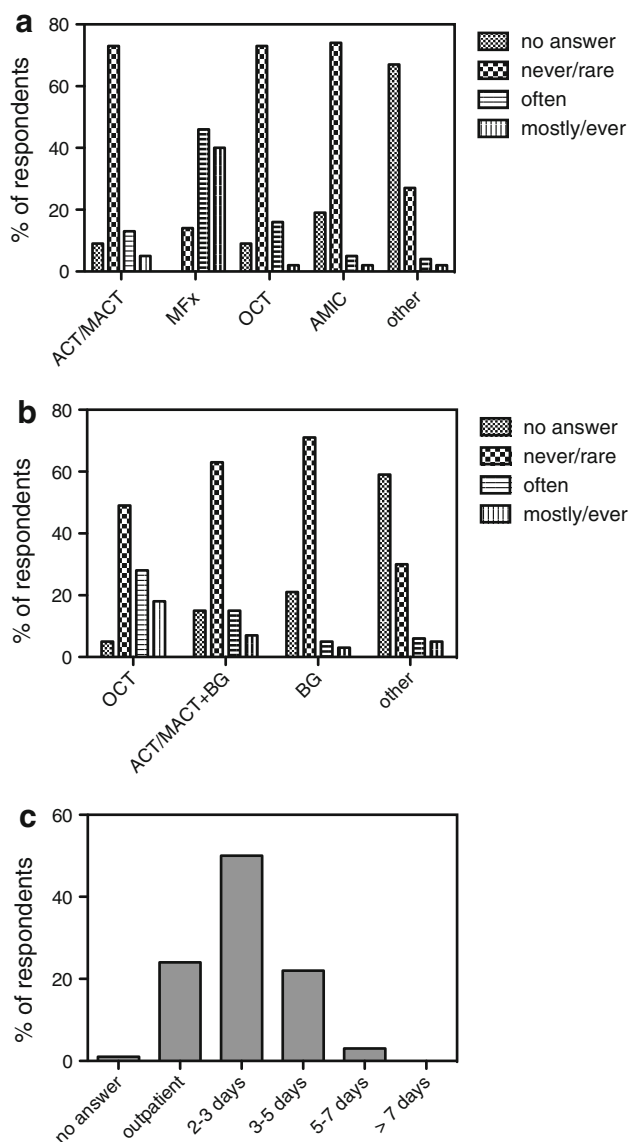 a
% of respondents
80
60
40
20
0
ACT/MACT
MFx
OCT
AMIC
other
no answer
never/rare
often
mostly/ever
b
% of respondents
80
60
40
20
0
OCT
ACT/MACT+BG
BG
other
no answer
never/rare
often
mostly/ever
c
% of respondents
60
40
20
0
no answer
outpatient
2-3 days
3-5 days
5-7 days
> 7 days